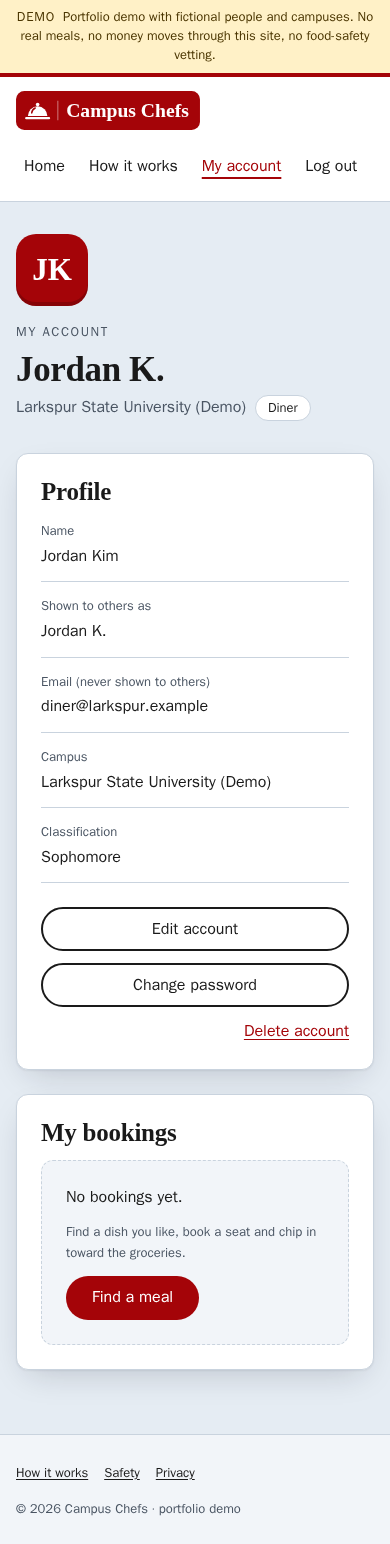 DEMO Portfolio demo with fictional people and campuses. No
real meals, no money moves through this site, no food-safety
vetting.
Campus Chefs
Home How it works My account Log out
JK
MY ACCOUNT
Jordan K.
Larkspur State University (Demo) Diner
Profile
Name
Jordan Kim
Shown to others as
Jordan K.
Email (never shown to others)
diner@larkspur.example
Campus
Larkspur State University (Demo)
Classification
Sophomore
Edit account
Change password
Delete account
My bookings
No bookings yet.
Find a dish you like, book a seat and chip in
toward the groceries.
Find a meal
How it works Safety Privacy
© 2026 Campus Chefs · portfolio demo